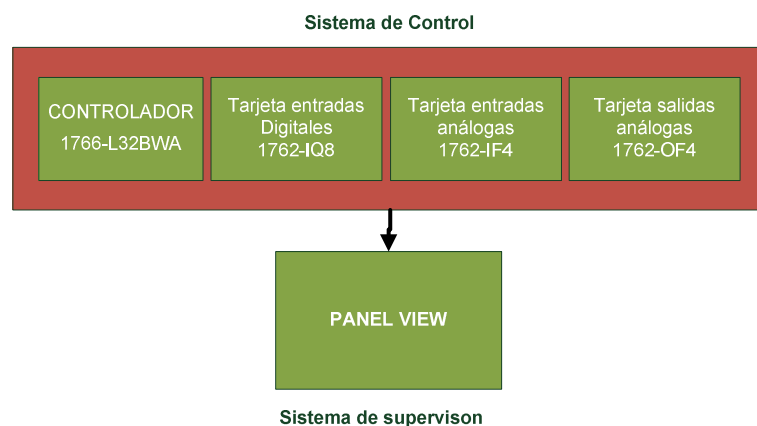 Sistema de Control
CONTROLADOR
1766-L32BWA
Tarjeta entradas
Digitales
1762-IQ8
Tarjeta entradas
análogas
1762-IF4
Tarjeta salidas
análogas
1762-OF4
PANEL VIEW
Sistema de supervison